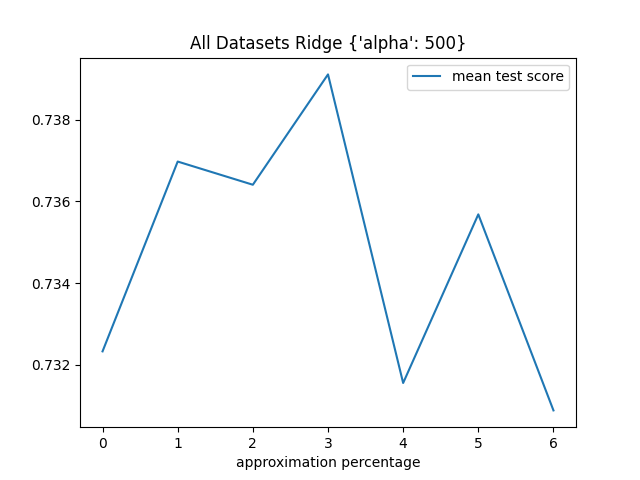 All Datasets Ridge {'alpha': 500}
mean test score
0.738
0.736
0.734
0.732
0 1 2 3 4 5 6
approximation percentage